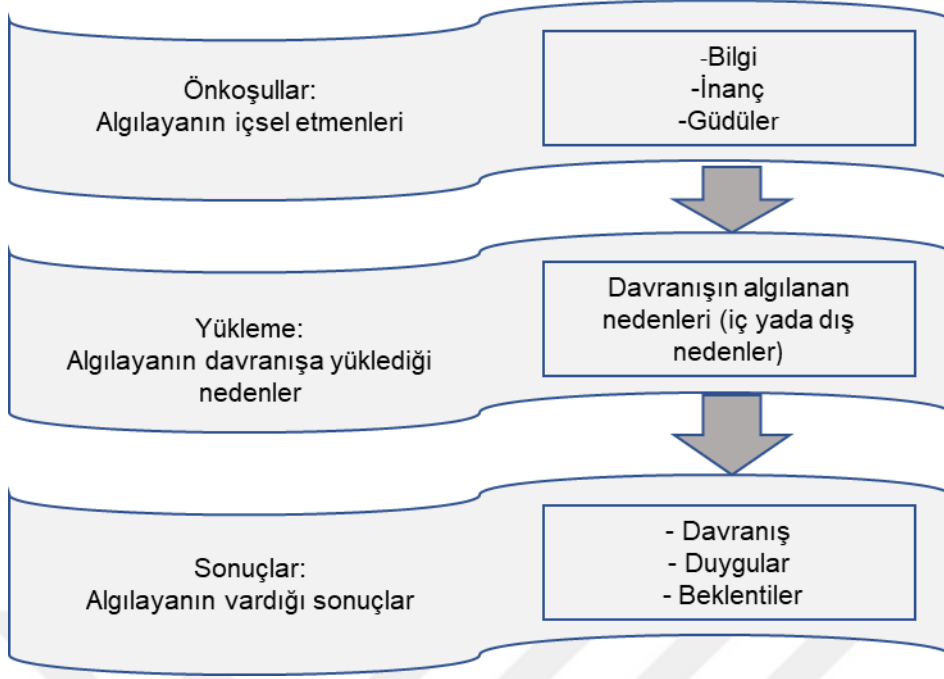 Önkoşullar:
Algılayanın içsel etmenleri
-Bilgi
-İnanç
-Güdüler
Yükleme:
Algılayanın davranışa yüklediği
nedenler
Davranışın algılanan
nedenleri (iç yada dış
nedenler)
Sonuçlar:
Algılayanın vardığı sonuçlar
- Davranış
- Duygular
- Beklentiler